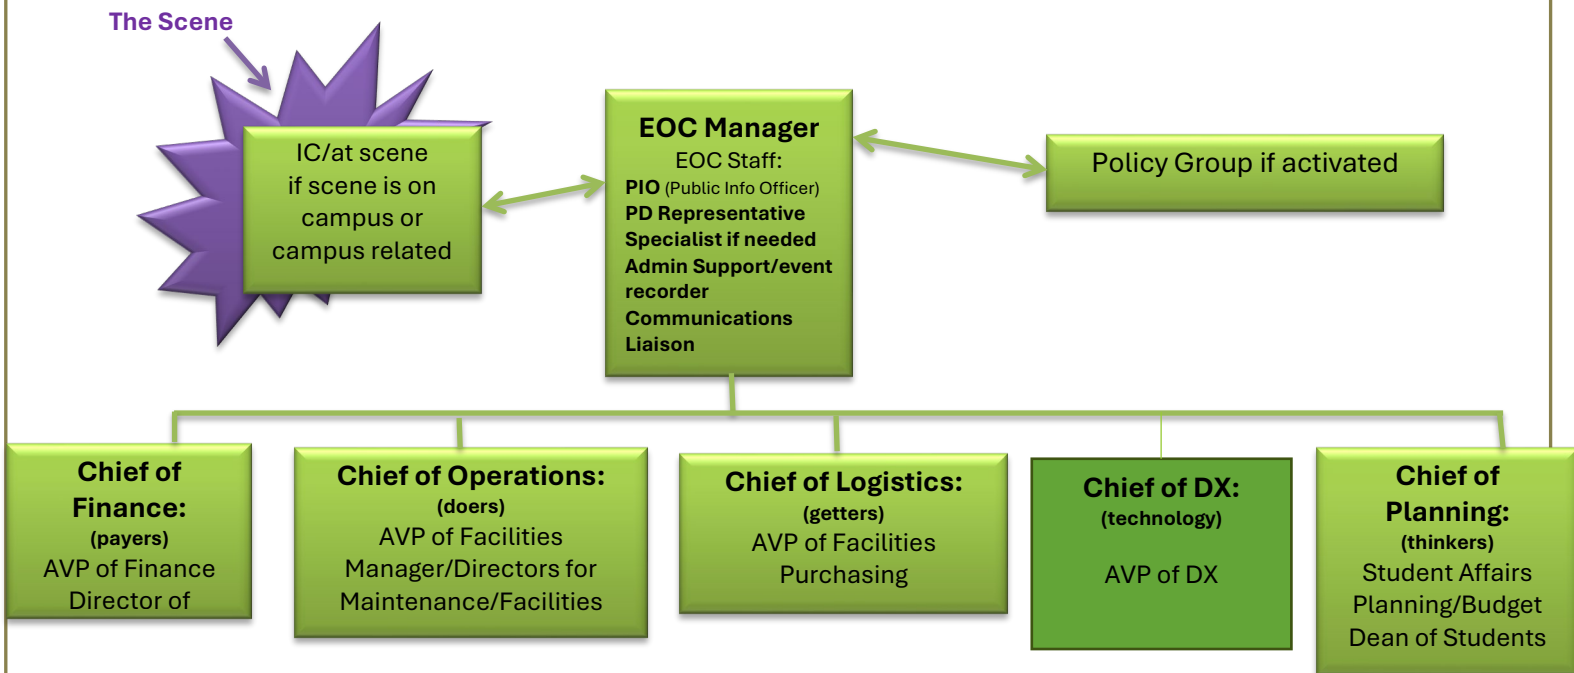 The Scene
IC/at scene
if scene is on
campus or
campus related
EOC Manager
EOC Staff:
PIO (Public Info Officer)
PD Representative
Specialist if needed
Admin Support/event
recorder
Communications
Liaison
Policy Group if activated
Chief of
Finance:
(payers)
AVP of Finance
Director of
Chief of Operations:
(doers)
AVP of Facilities
Manager/Directors for
Maintenance/Facilities
Chief of Logistics:
(getters)
AVP of Facilities
Purchasing
Chief of DX:
(technology)
AVP of DX
Chief of
Planning:
(thinkers)
Student Affairs
Planning/Budget
Dean of Students